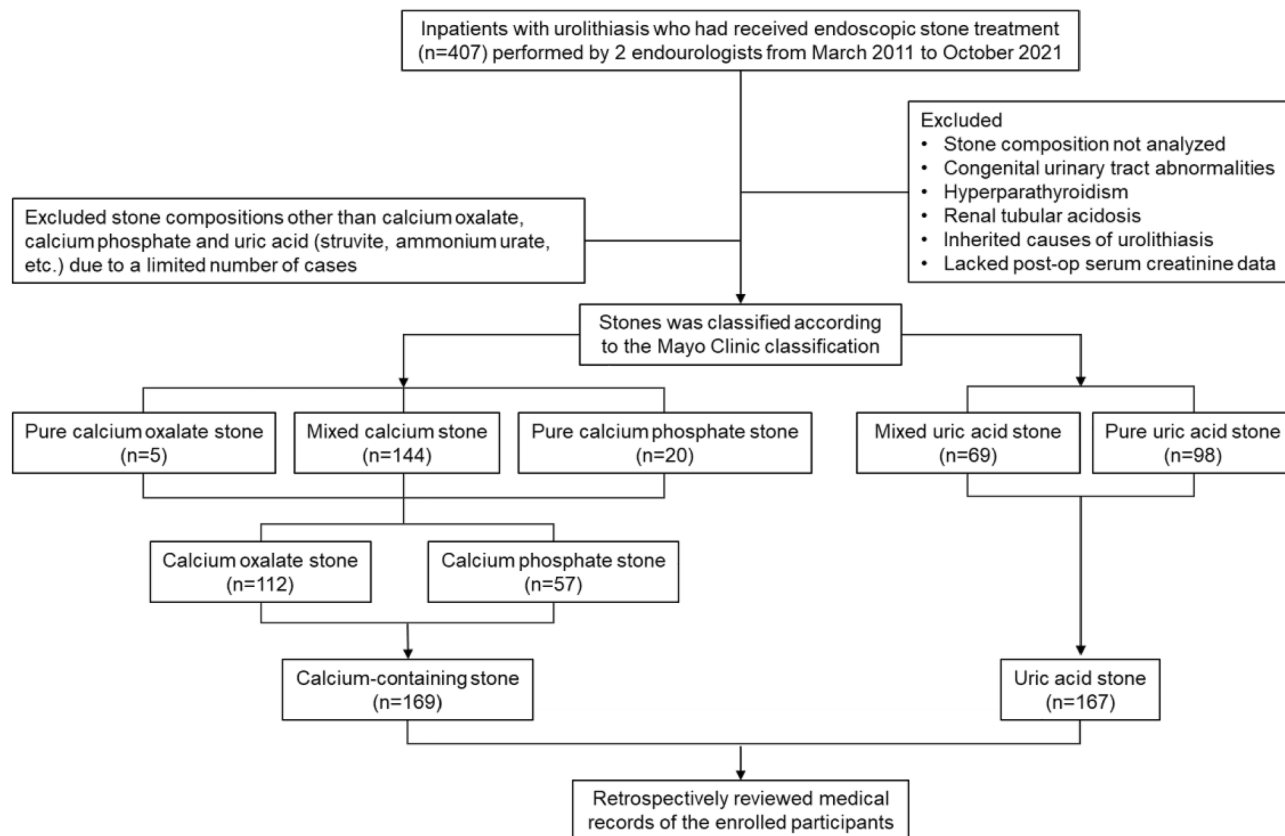 Inpatients with urolithiasis who had received endoscopic stone treatment
(n=407) performed by 2 endourologists from March 2011 to October 2021
Excluded
• Stone composition not analyzed
• Congenital urinary tract abnormalities
• Hyperparathyroidism
• Renal tubular acidosis
• Inherited causes of urolithiasis
• Lacked post-op serum creatinine data
Excluded stone compositions other than calcium oxalate,
calcium phosphate and uric acid (struvite, ammonium urate,
etc.) due to a limited number of cases
Stones was classified according
to the Mayo Clinic classification
Pure calcium oxalate stone
(n=5)
Mixed calcium stone
(n=144)
Pure calcium phosphate stone
(n=20)
Mixed uric acid stone
(n=69)
Pure uric acid stone
(n=98)
Calcium oxalate stone
(n=112)
Calcium phosphate stone
(n=57)
Calcium-containing stone
(n=169)
Uric acid stone
(n=167)
Retrospectively reviewed medical
records of the enrolled participants